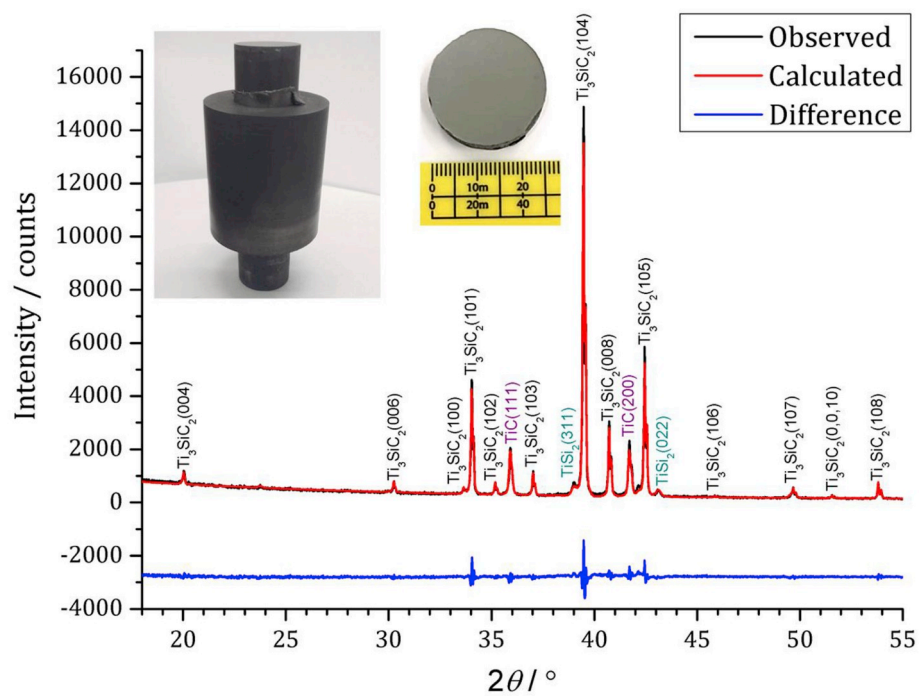 Observed
Calculated
Difference
Intensity / counts
16000
14000
12000
10000
8000
6000
4000
2000
0
-2000
-4000
0 10m 20
0 20m 40
Ti₃SiC₂(004)
Ti₃SiC₂(006)
Ti₃SiC₂(100)
Ti₃SiC₂(101)
Ti₃SiC₂(102)
TiC(111)
Ti₃SiC₂(103)
TiSi₂(311)
Ti₃SiC₂(104)
Ti₃SiC₂(008)
TiC(200)
Ti₃SiC₂(105)
TiSi₂(022)
Ti₃SiC₂(106)
Ti₃SiC₂(107)
Ti₃SiC₂(0,0,10)
Ti₃SiC₂(108)
20 25 30 35 40 45 50 55
2θ / °